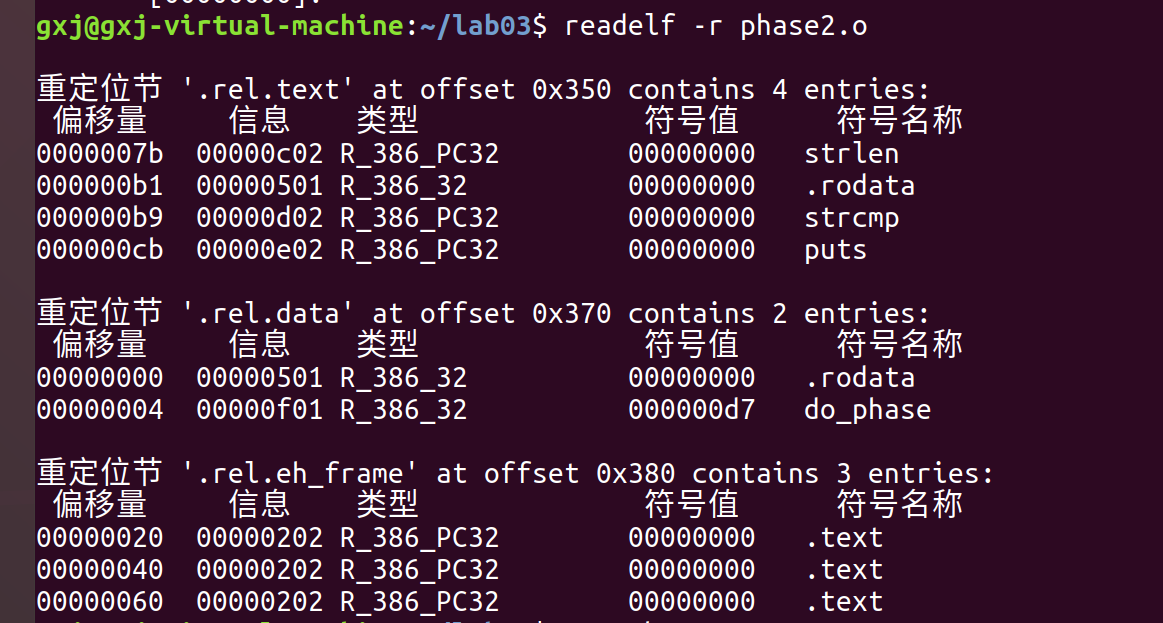 [00000000]:
gxj@gxj-virtual-machine:~/lab03$ readelf -r phase2.o
重定位节 '.rel.text' at offset 0x350 contains 4 entries:
偏移量 信息 类型 符号值 符号名称
0000007b 00000c02 R_386_PC32 00000000 strlen
000000b1 00000501 R_386_32 00000000 .rodata
000000b9 00000d02 R_386_PC32 00000000 strcmp
000000cb 00000e02 R_386_PC32 00000000 puts
重定位节 '.rel.data' at offset 0x370 contains 2 entries:
偏移量 信息 类型 符号值 符号名称
00000000 00000501 R_386_32 00000000 .rodata
00000004 00000f01 R_386_32 000000d7 do_phase
重定位节 '.rel.eh_frame' at offset 0x380 contains 3 entries:
偏移量 信息 类型 符号值 符号名称
00000020 00000202 R_386_PC32 00000000 .text
00000040 00000202 R_386_PC32 00000000 .text
00000060 00000202 R_386_PC32 00000000 .text